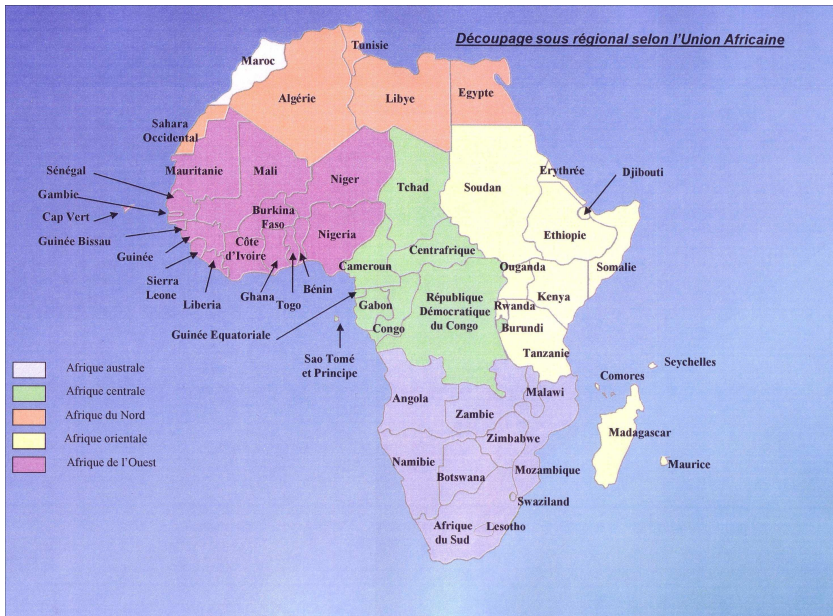 Découpage sous régional selon l'Union Africaine
Maroc
Tunisie
Algérie
Libye
Egypte
Sahara
Occidental
Mauritanie
Mali
Niger
Tchad
Soudan
Erythrée
Djibouti
Sénégal
Gambie
Cap Vert
Guinée Bissau
Guinée
Sierra
Leone
Liberia
Côte
d'Ivoire
Burkina
Faso
Ghana
Togo
Bénin
Nigeria
Ethiopie
Somalie
Centrafrique
Cameroun
Ouganda
Kenya
Guinée Equatoriale
Gabon
Congo
République
Démocratique
du Congo
Rwanda
Burundi
Tanzanie
Sao Tomé
et Principe
Seychelles
Comores
Angola
Zambie
Malawi
Madagascar
Maurice
Zimbabwe
Mozambique
Namibie
Botswana
Swaziland
Afrique
du Sud
Lesotho
Afrique australe
Afrique centrale
Afrique du Nord
Afrique orientale
Afrique de l'Ouest